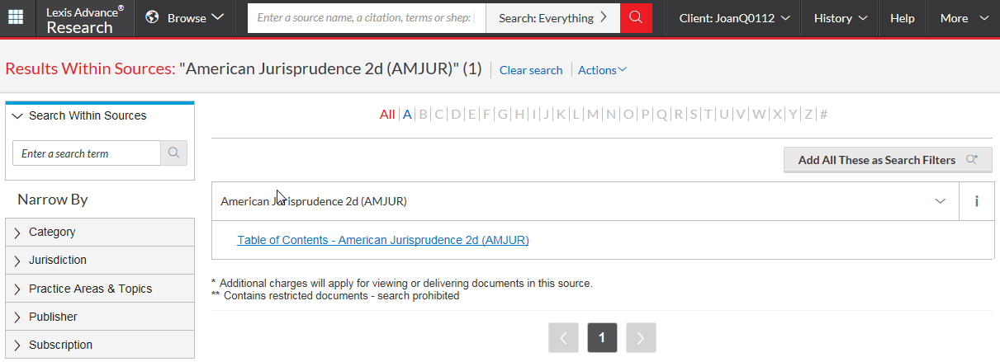 Lexis Advance®
Research
Browse
Enter a source name, a citation, terms or shep:
Search: Everything
Client: JoanQ0112
History
Help
More
Results Within Sources: "American Jurisprudence 2d (AMJUR)" (1)
Clear search
Actions
Search Within Sources
Enter a search term
Narrow By
Category
Jurisdiction
Practice Areas & Topics
Publisher
Subscription
All A B C D E F G H I J K L M N O P Q R S T U V W X Y Z #
Add All These as Search Filters
American Jurisprudence 2d (AMJUR)
i
Table of Contents - American Jurisprudence 2d (AMJUR)
* Additional charges will apply for viewing or delivering documents in this source.
** Contains restricted documents - search prohibited
1